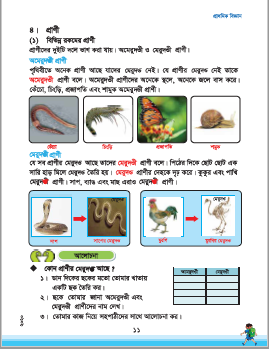 প্রাথমিক বিজ্ঞান
৪। প্রাণী
(১) বিভিন্ন রকমের প্রাণী
প্রাণীদের দুইটি দলে ভাগ করা যায়। অমেরুদণ্ডী ও মেরুদণ্ডী প্রাণী।
অমেরুদণ্ডী প্রাণী
পৃথিবীতে অনেক প্রাণী আছে যাদের মেরুদণ্ড নেই। যে প্রাণীর মেরুদণ্ড নেই তাকে
অমেরুদণ্ডী প্রাণী বলে। অমেরুদণ্ডী প্রাণীদের অনেকে স্থলে, অনেকে জলে বাস করে।
কেঁচো, চিংড়ি, প্রজাপতি এবং শামুক অমেরুদণ্ডী প্রাণী।
কেঁচো চিংড়ি প্রজাপতি শামুক
মেরুদণ্ডী প্রাণী
যে সব প্রাণীর মেরুদণ্ড আছে তাদের মেরুদণ্ডী প্রাণী বলে। পিঠের দিকে ছোট ছোট এক
সারি হাড় মিলে মেরুদণ্ড তৈরি হয়। মেরুদণ্ড প্রাণীর দেহকে দৃঢ় করে। কুকুর এবং পাখি
মেরুদণ্ডী প্রাণী। সাপ, ব্যাঙ এবং মাছ এরাও মেরুদণ্ডী প্রাণী।
মেরুদণ্ড মেরুদণ্ড
সাপ সাপের মেরুদণ্ড মুরগি মুরগির মেরুদণ্ড
আলোচনা
কোন প্রাণীর মেরুদণ্ড আছে?
১। ডান দিকের ছকের মতো তোমার খাতায়
একটি ছক তৈরি কর।
২। ছকে তোমার জানা অমেরুদণ্ডী এবং
মেরুদণ্ডী প্রাণীদের নাম লেখ।
৩। তোমার কাজ নিয়ে সহপাঠীদের সাথে আলোচনা কর।
অমেরুদণ্ডী মেরুদণ্ডী
১১